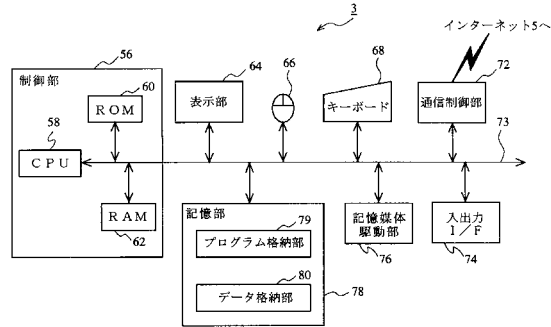 3
インターネット5へ
56
制御部
60
ROM
58
CPU
RAM
62
64
表示部
66
68
キーボード
72
通信制御部
73
記憶部
79
プログラム格納部
80
データ格納部
78
記憶媒体
駆動部
76
入出力
I/F
74